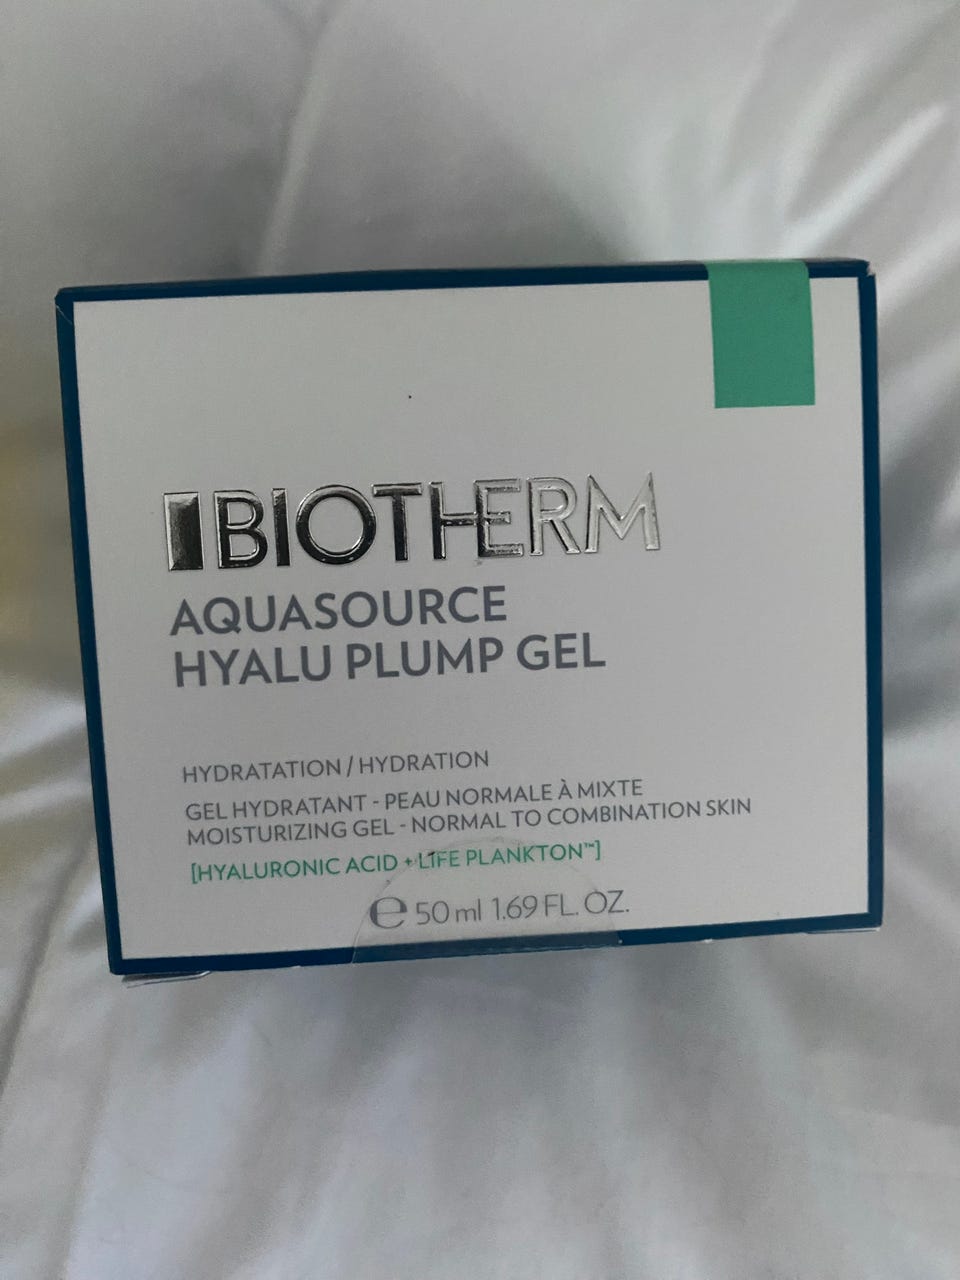 BIOTHERM
AQUASOURCE
HYALU PLUMP GEL
HYDRATATION / HYDRATION
GEL HYDRATANT - PEAU NORMALE À MIXTE
MOISTURIZING GEL - NORMAL TO COMBINATION SKIN
[HYALURONIC ACID + LIFE PLANKTON™]
℮ 50 ml 1.69 FL. OZ.